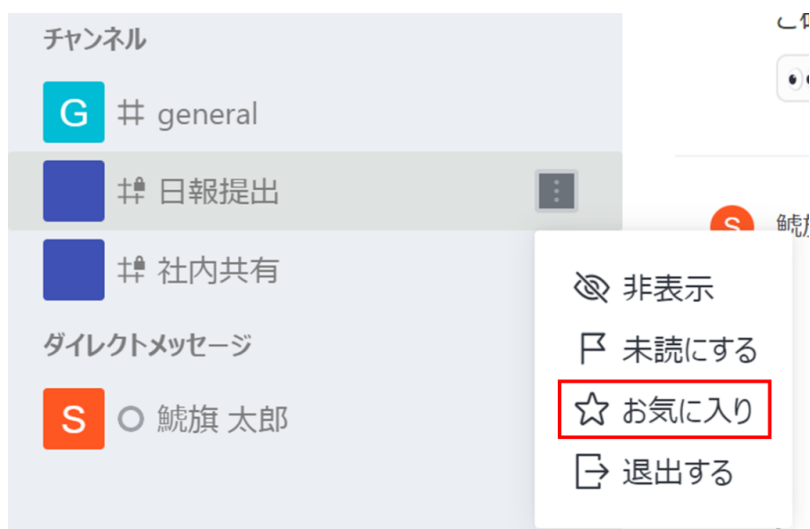 チャンネル
G general
日報提出
社内共有
ダイレクトメッセージ
S 鯱旗 太郎
S
非表示
未読にする
お気に入り
退出する